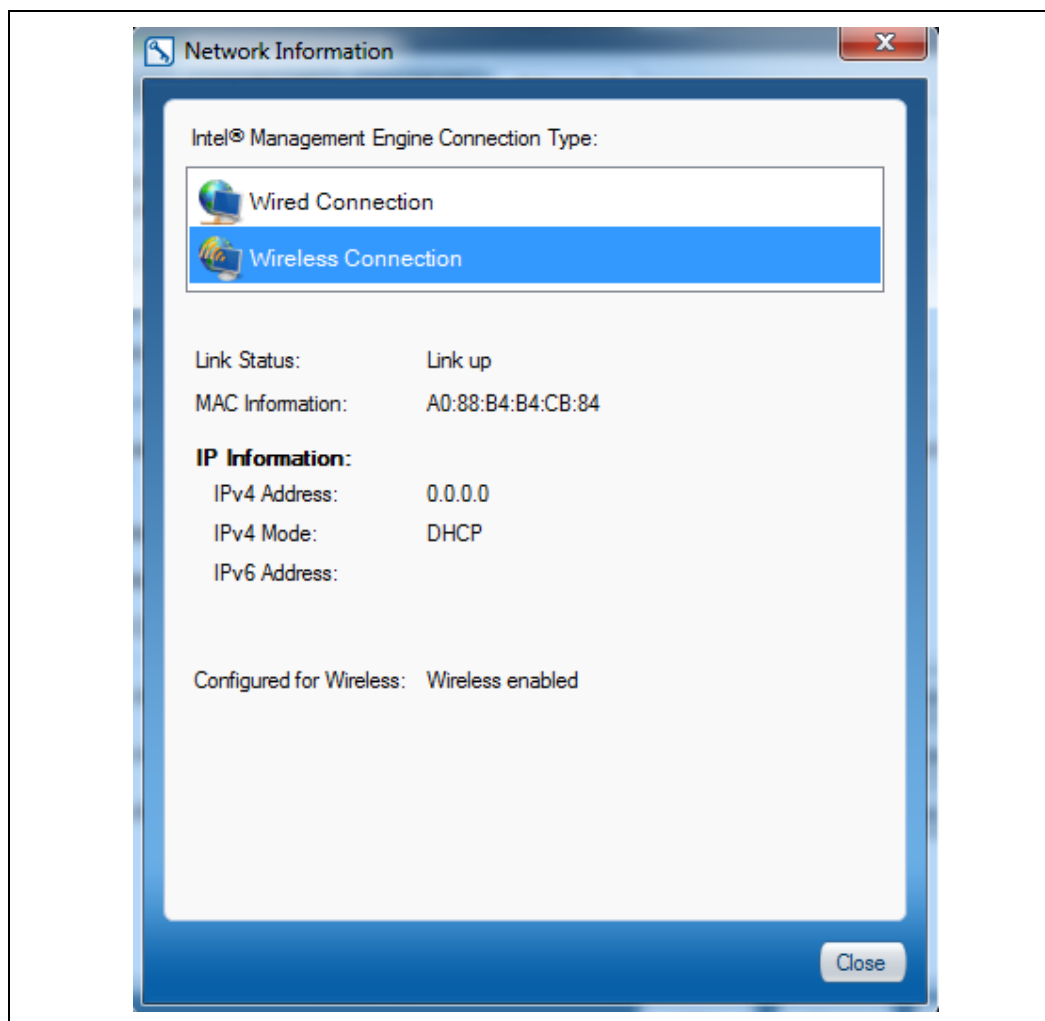 Network Information
Intel® Management Engine Connection Type:
Wired Connection
Wireless Connection
Link Status: Link up
MAC Information: A0:88:B4:B4:CB:84
IP Information:
IPv4 Address: 0.0.0.0
IPv4 Mode: DHCP
IPv6 Address:
Configured for Wireless: Wireless enabled
Close